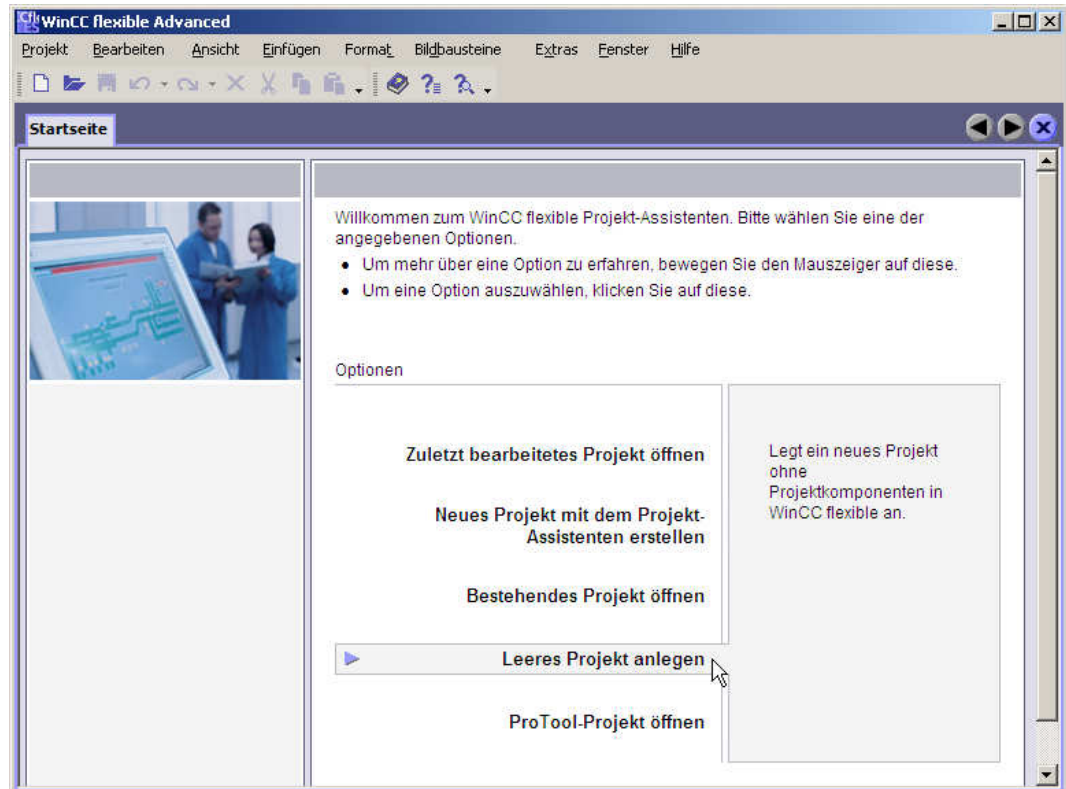 WinCC flexible Advanced
Projekt Bearbeiten Ansicht Einfügen Format Bildbausteine Extras Fenster Hilfe
Startseite
Willkommen zum WinCC flexible Projekt-Assistenten. Bitte wählen Sie eine der
angegebenen Optionen.
• Um mehr über eine Option zu erfahren, bewegen Sie den Mauszeiger auf diese.
• Um eine Option auszuwählen, klicken Sie auf diese.
Optionen
Zuletzt bearbeitetes Projekt öffnen
Neues Projekt mit dem Projekt-
Assistenten erstellen
Bestehendes Projekt öffnen
Leeres Projekt anlegen
ProTool-Projekt öffnen
Legt ein neues Projekt
ohne
Projektkomponenten in
WinCC flexible an.